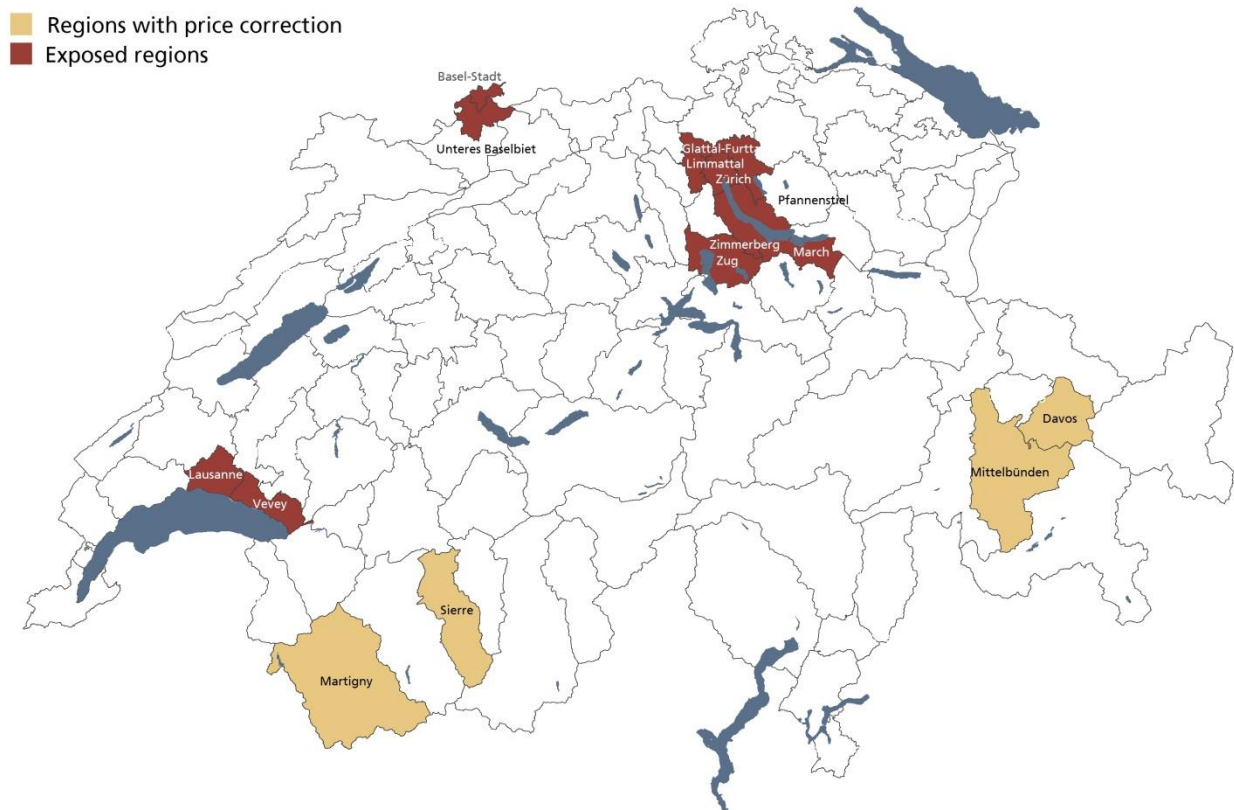 Regions with price correction
Exposed regions
Basel-Stadt
Unteres Baselbiet
Glattal-Furtt
Limmattal
Zürich
Pfannenstiel
Zimmerberg
March
Zug
Davos
Mittelbünden
Lausanne
Vevey
Sierre
Martigny